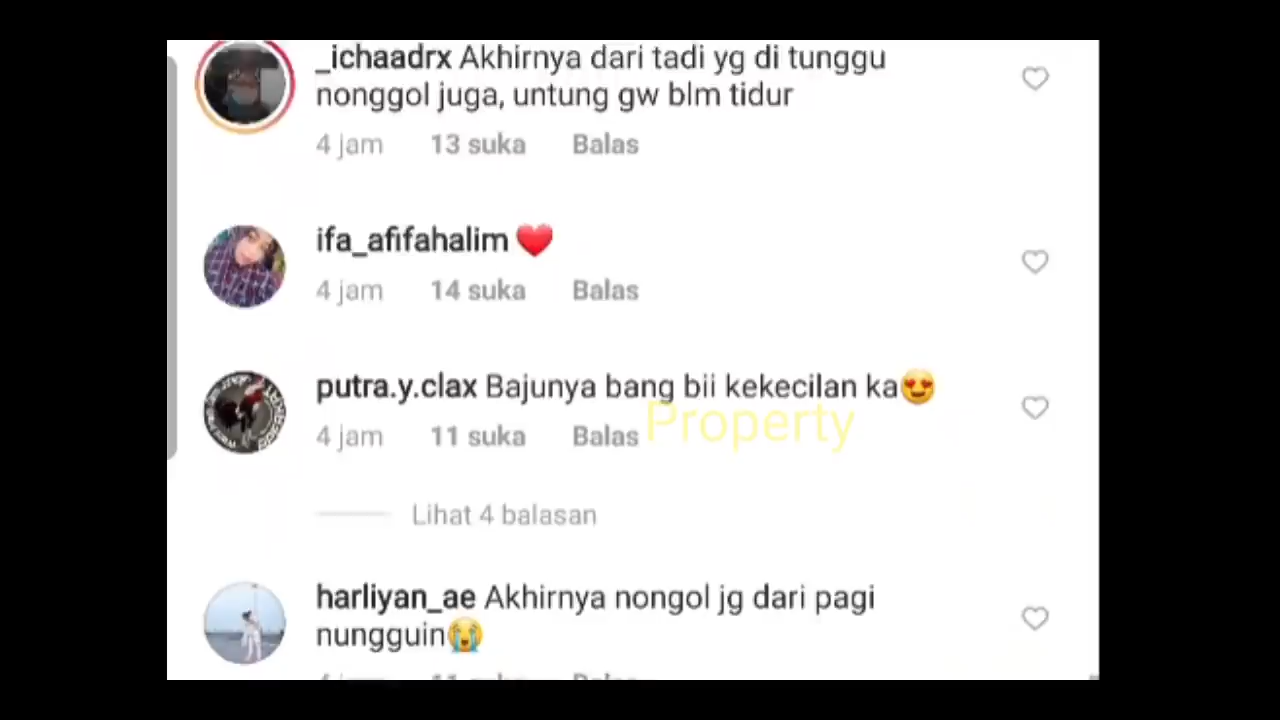 _ichaadrx Akhirnya dari tadi yg di tunggu
nonggol juga, untung gw blm tidur
4 jam 13 suka Balas
ifa_afifahalim ❤️
4 jam 14 suka Balas
putra.y.clax Bajunya bang bii kekecilan ka😍
Property
4 jam 11 suka Balas
Lihat 4 balasan
harliyan_ae Akhirnya nongol jg dari pagi
nungguin😭